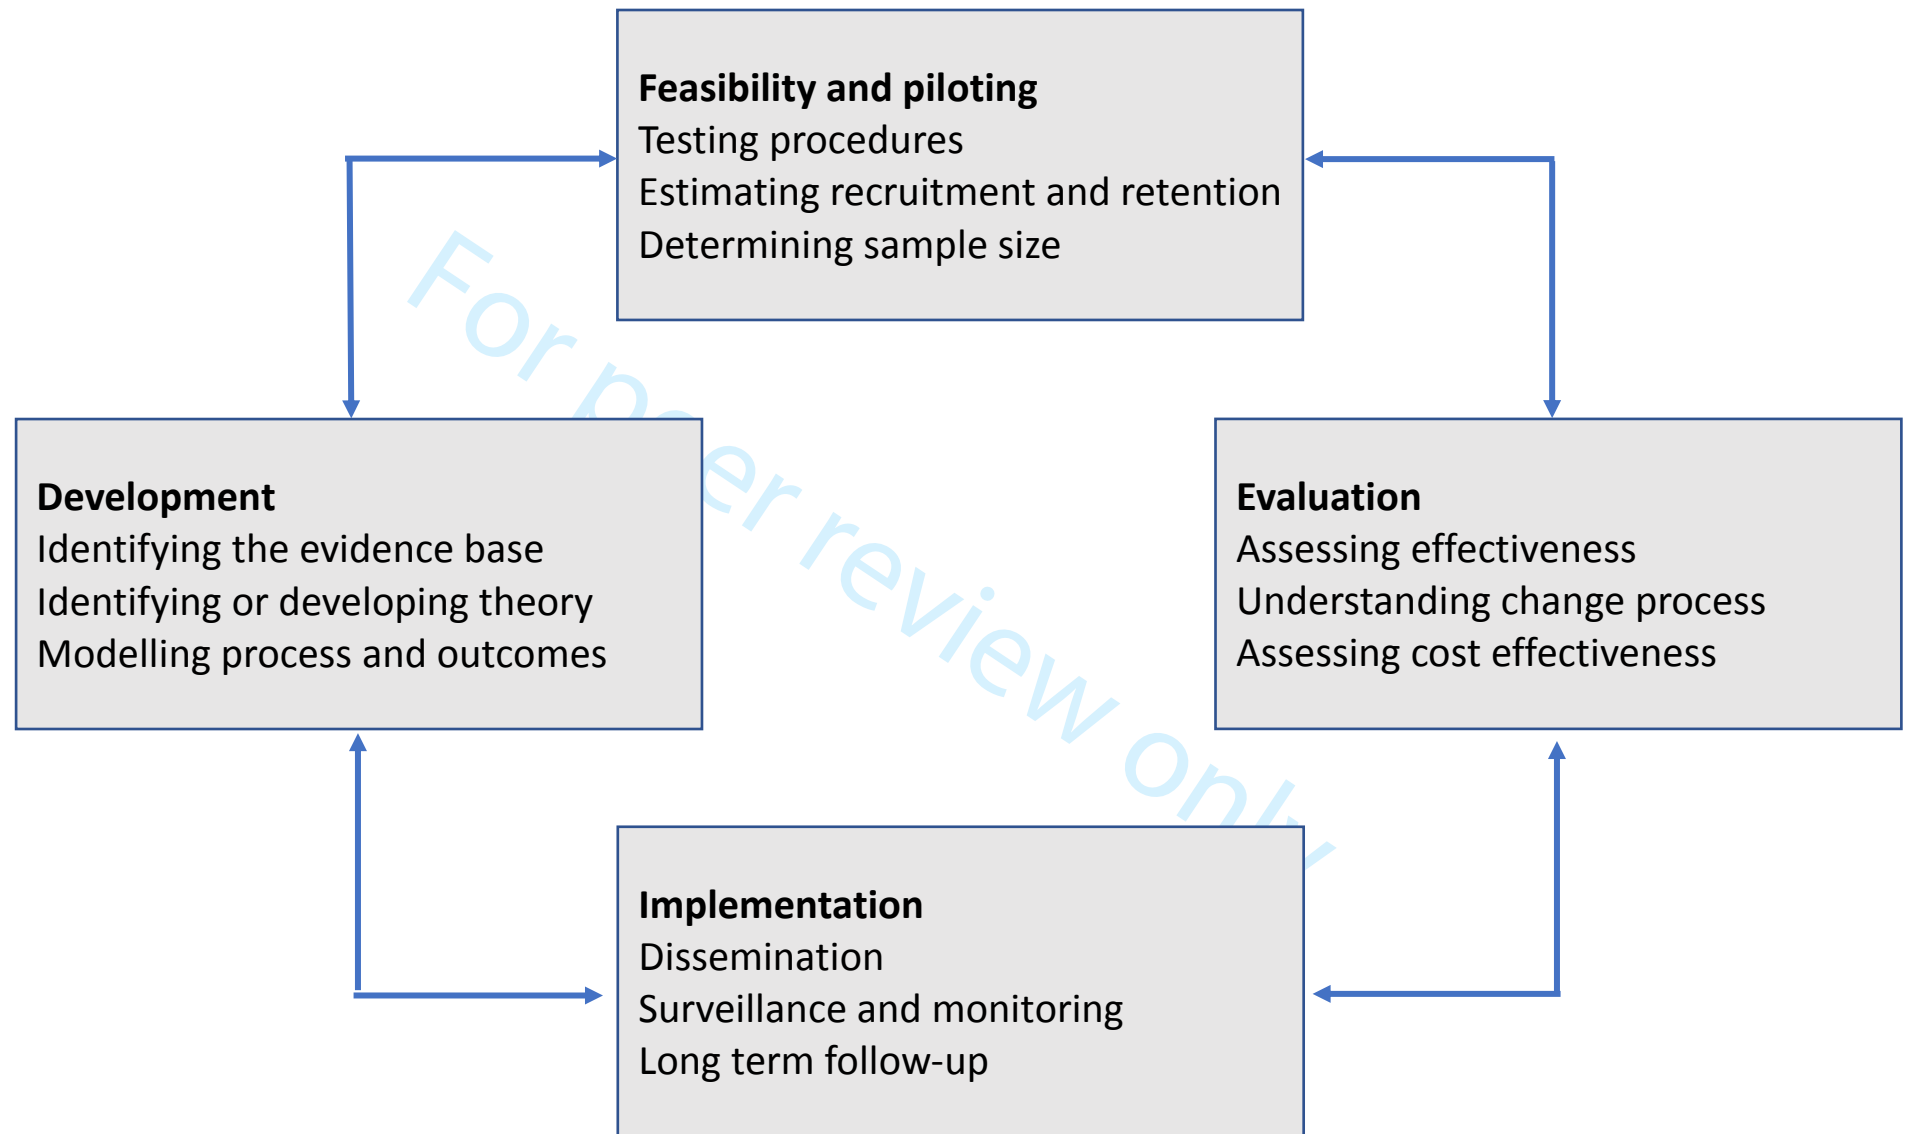 Feasibility and piloting
Testing procedures
Estimating recruitment and retention
Determining sample size
For peer review only
Development
Identifying the evidence base
Identifying or developing theory
Modelling process and outcomes
Evaluation
Assessing effectiveness
Understanding change process
Assessing cost effectiveness
Implementation
Dissemination
Surveillance and monitoring
Long term follow-up